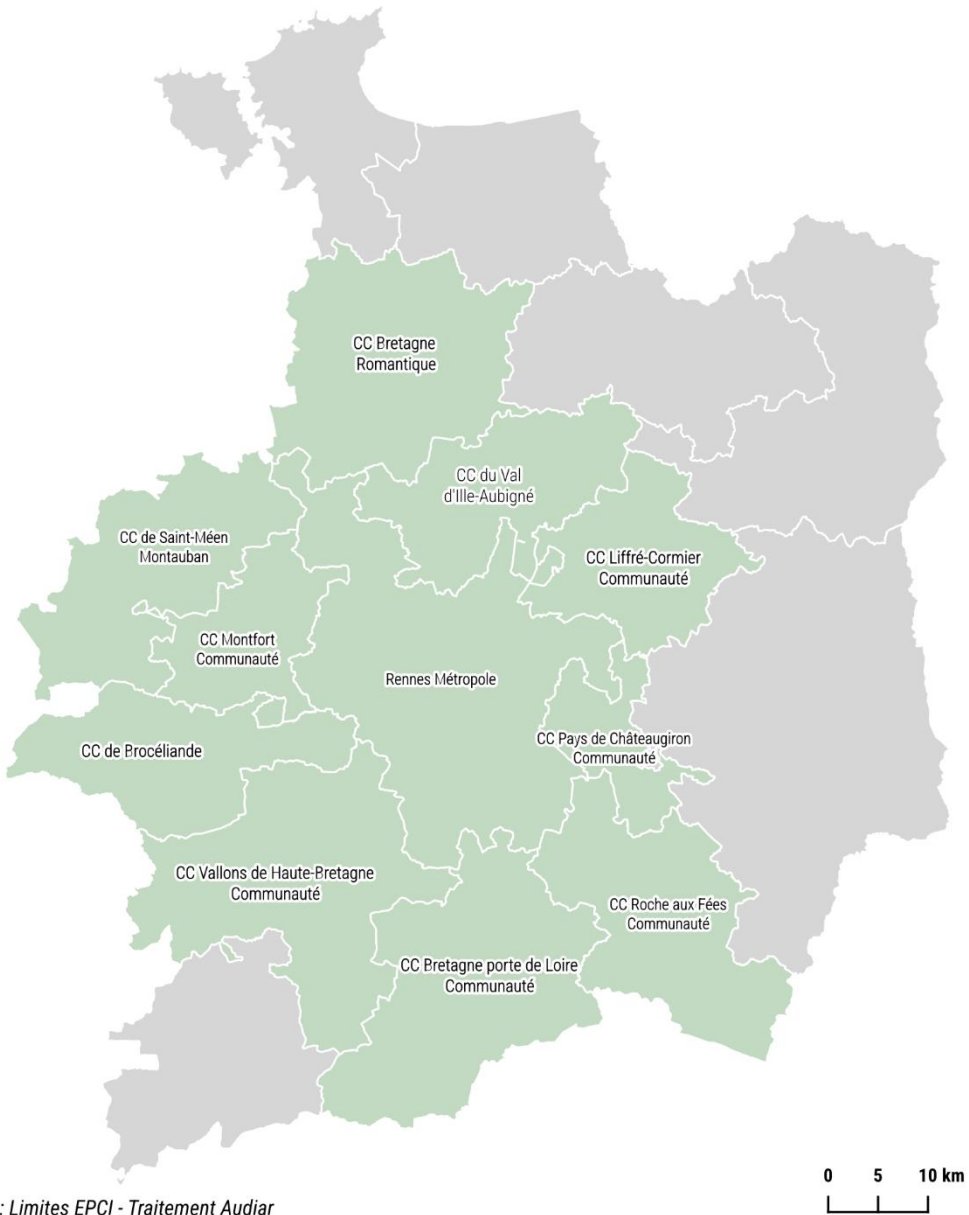 CC Bretagne
Romantique
CC du Val
d'Ille-Aubigné
CC de Saint-Méen
Montauban
CC Liffré-Cormier
Communauté
CC Montfort
Communauté
Rennes Métropole
CC Pays de Châteaugiron
Communauté
CC de Brocéliande
CC Vallons de Haute-Bretagne
Communauté
CC Roche aux Fées
Communauté
CC Bretagne porte de Loire
Communauté
0 5 10 km
: Limites EPCI - Traitement Audiar